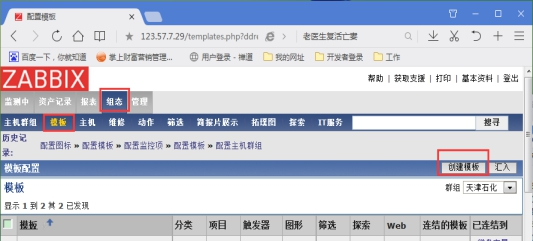 配置模板
123.57.7.29/templates.php?ddre
老医生复活亡妻
百度一下，你就知道 掌上财富营销管理... 用户登录 - 禅道 我的网址 开发者登录 工作
ZABBIX
帮助 | 获取支援 | 打印 | 基本资料 | 登出
监测中 资产记录 报表 组态 管理
主机群组 模板 主机 维修 动作 筛选 简报片展示 拓墣图 探索 IT服务 搜寻
历史记录: 配置图标 » 配置模板 » 配置监控项 » 配置模板 » 配置主机群组
模板配置 创建模板 汇入
模板 群组 天津石化
显示 1 到 2 其 2 已发现
模板 分类 项目 触发器 图形 筛选 探索 Web 连结的模板 已连结到